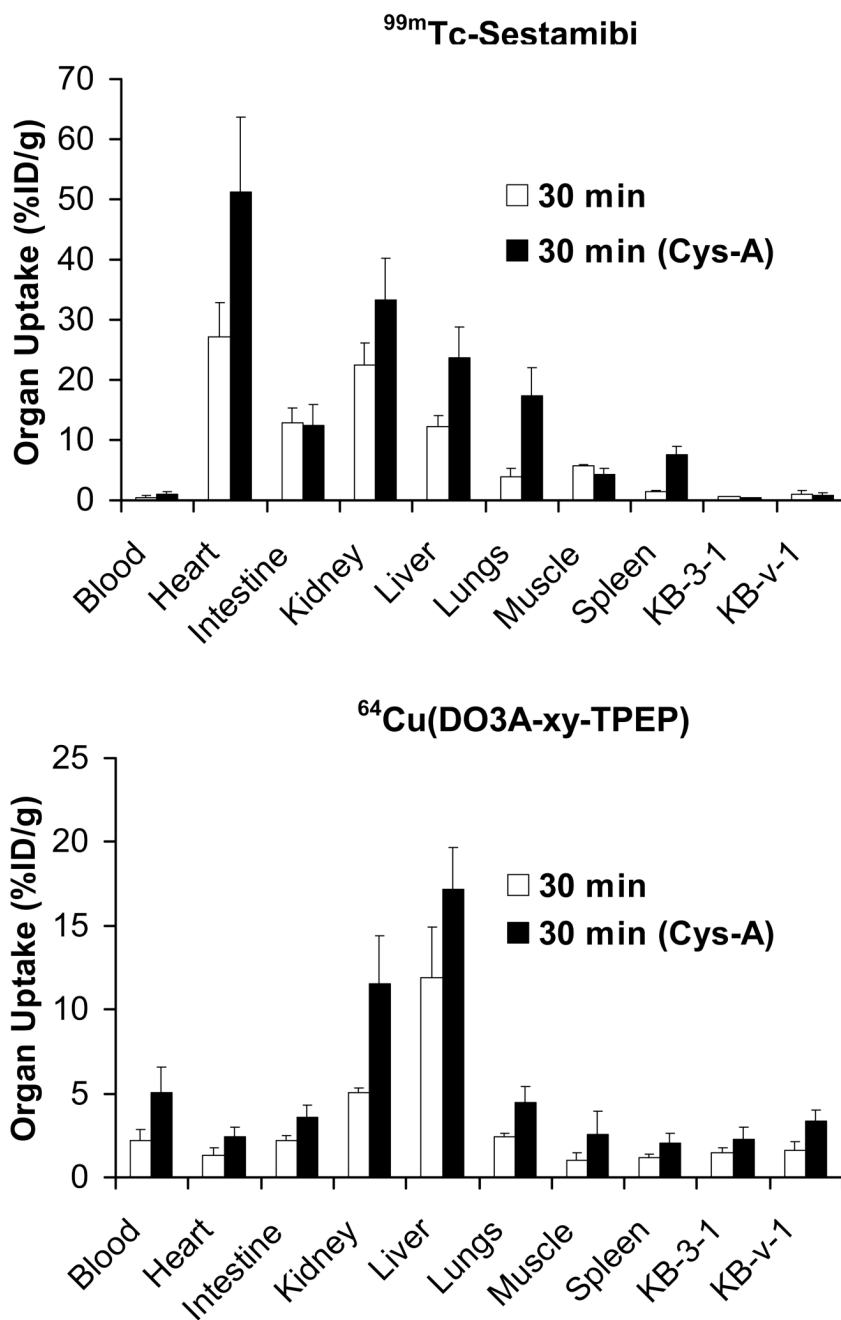 ⁹⁹ᵐTc-Sestamibi
Organ Uptake (%ID/g)
70
60
50
40
30
20
10
0
30 min
30 min (Cys-A)
Blood
Heart
Intestine
Kidney
Liver
Lungs
Muscle
Spleen
KB-3-1
KB-v-1
⁶⁴Cu(DO3A-xy-TPEP)
Organ Uptake (%ID/g)
25
20
15
10
5
0
30 min
30 min (Cys-A)
Blood
Heart
Intestine
Kidney
Liver
Lungs
Muscle
Spleen
KB-3-1
KB-v-1